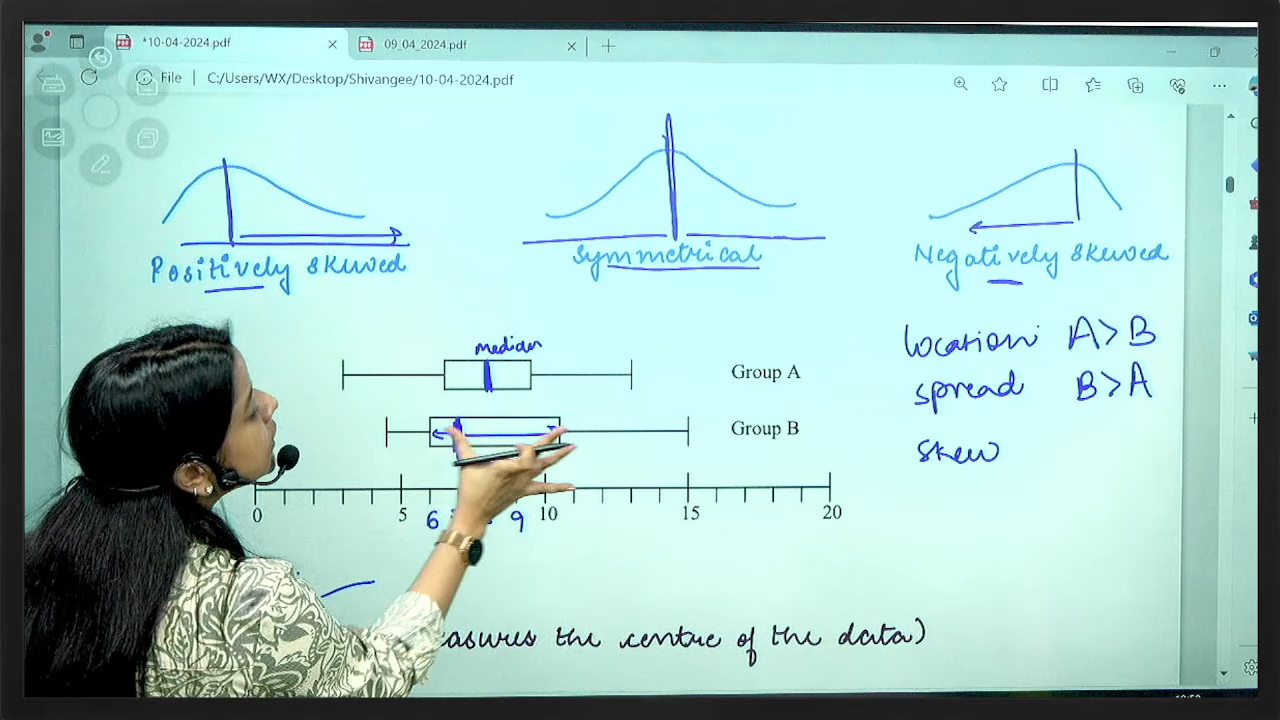 *10-04-2024.pdf
09_04_2024.pdf
File
C:/Users/WX/Desktop/Shivangee/10-04-2024.pdf
Positively skewed
Symmetrical
Negatively skewed
median
Group A
Group B
location A>B
spread B>A
skew
0 5 10 15 20
6 9
the centre of the data)